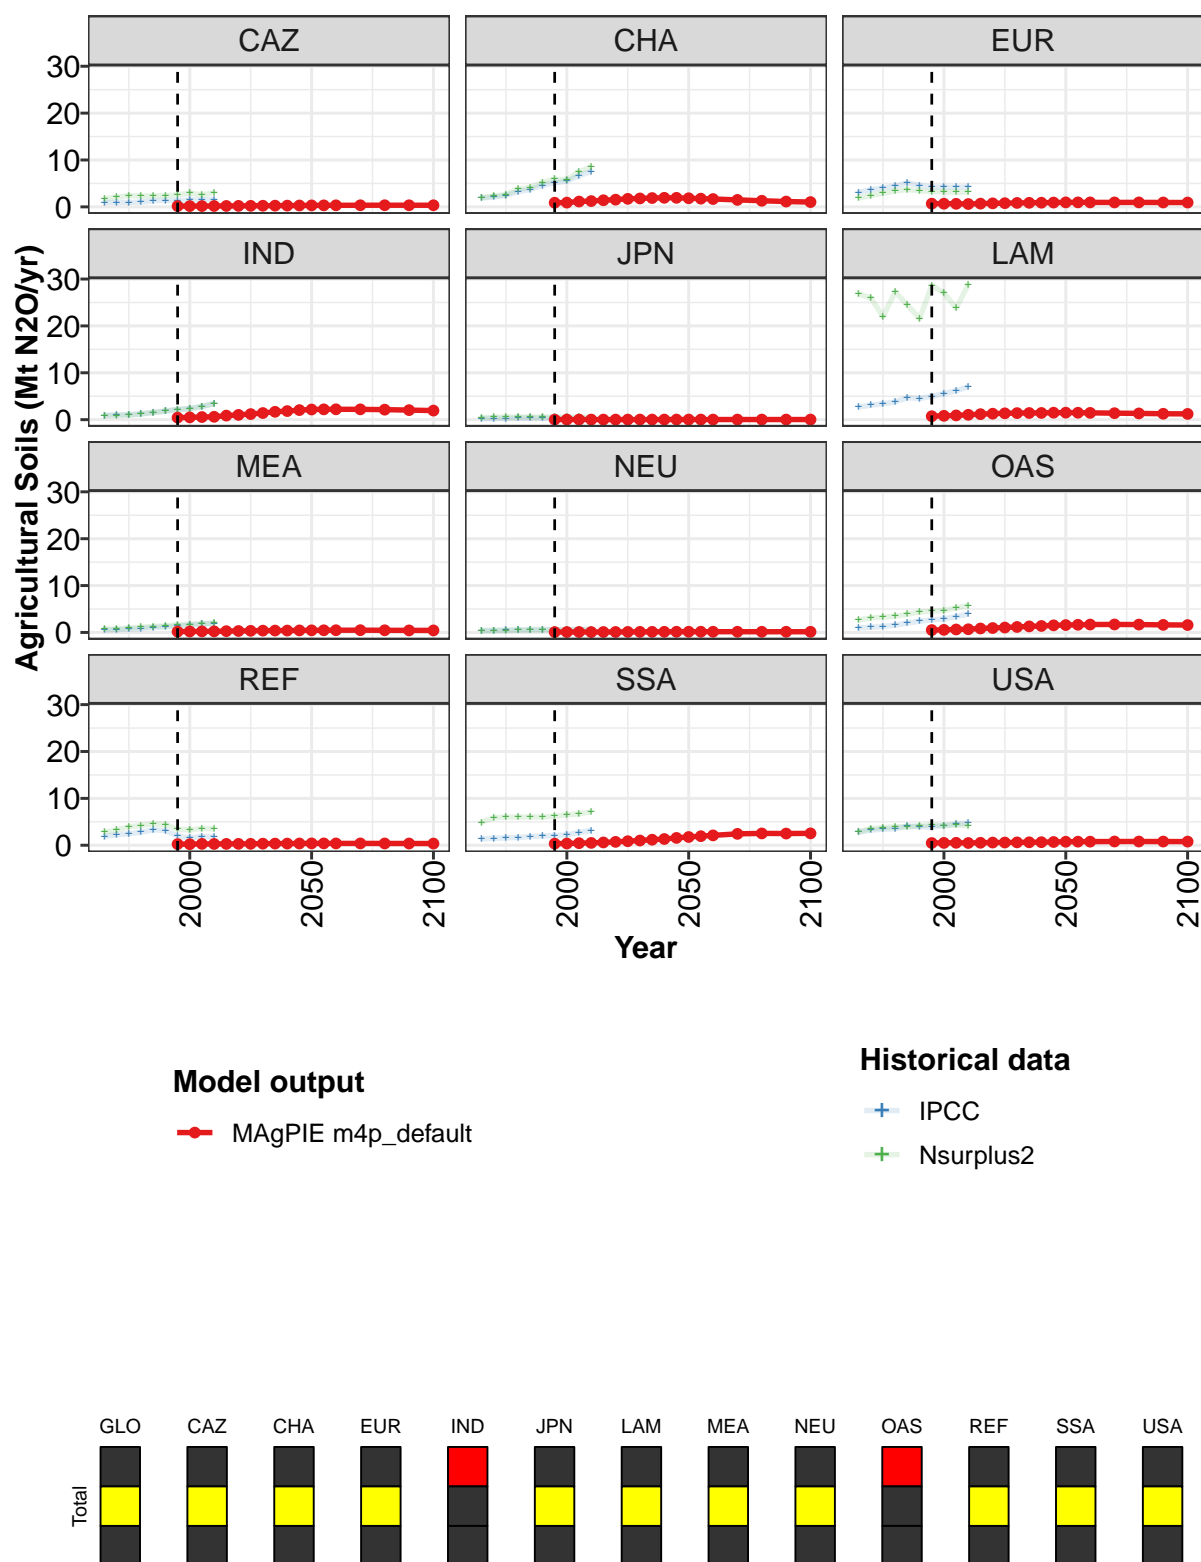 CAZ CHA EUR
30
20
10
0
IND JPN LAM
30
20
10
0
MEA NEU OAS
30
20
10
0
REF SSA USA
30
20
10
0
Agricultural Soils (Mt N2O/yr)
2000 2050 2100 2000 2050 2100 2000 2050 2100
Year
Model output
MAgPIE m4p_default
Historical data
IPCC
Nsurplus2
GLO CAZ CHA EUR IND JPN LAM MEA NEU OAS REF SSA USA
Total